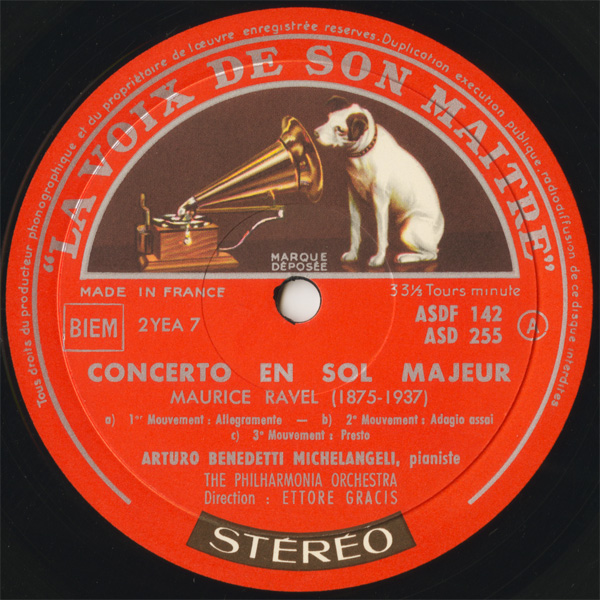 Tous droits du producteur phonographique et du propriétaire de l'œuvre enregistrée reservés. Duplication exécution publique, radiodiffusion de ce disque interdits
"LA VOIX DE SON MAITRE"
MARQUE
DÉPOSÉE
MADE IN FRANCE
33⅓ Tours minute
BIEM 2YEA 7
ASDF 142
ASD 255
A
CONCERTO EN SOL MAJEUR
MAURICE RAVEL (1875-1937)
a) 1er Mouvement : Allegramente — b) 2e Mouvement : Adagio assai
c) 3e Mouvement : Presto
ARTURO BENEDETTI MICHELANGELI, pianiste
THE PHILHARMONIA ORCHESTRA
Direction : ETTORE GRACIS
STÉRÉO